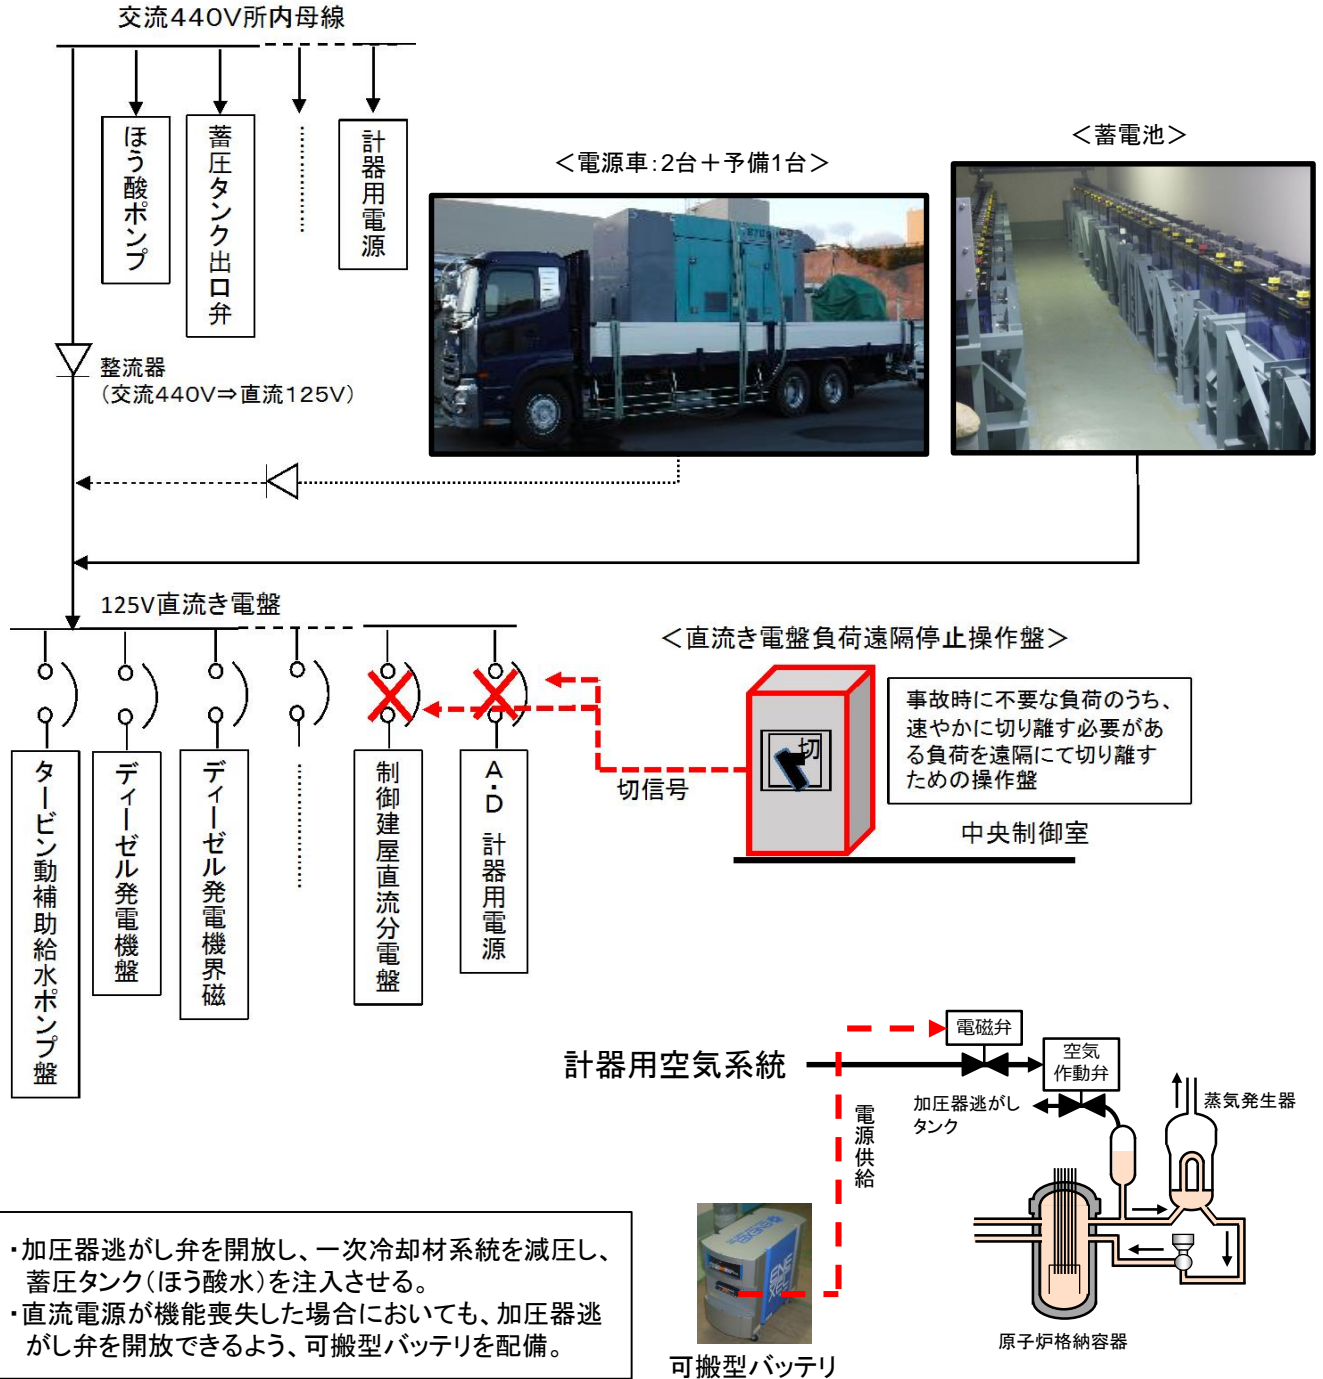 交流440V所内母線
ほう酸ポンプ
蓄圧タンク出口弁
計器用電源
＜電源車：2台＋予備1台＞
＜蓄電池＞
整流器
（交流440V⇒直流125V）
125V直流き電盤
＜直流き電盤負荷遠隔停止操作盤＞
切
事故時に不要な負荷のうち、
速やかに切り離す必要があ
る負荷を遠隔にて切り離す
ための操作盤
切信号
中央制御室
タービン動補助給水ポンプ盤
ディーゼル発電機盤
ディーゼル発電機界磁
制御建屋直流分電盤
A・D 計器用電源
電磁弁
計器用空気系統
空気
作動弁
加圧器逃がし
タンク
蒸気発生器
電源供給
原子炉格納容器
可搬型バッテリ
・加圧器逃がし弁を開放し、一次冷却材系統を減圧し、
蓄圧タンク（ほう酸水）を注入させる。
・直流電源が機能喪失した場合においても、加圧器逃
がし弁を開放できるよう、可搬型バッテリを配備。